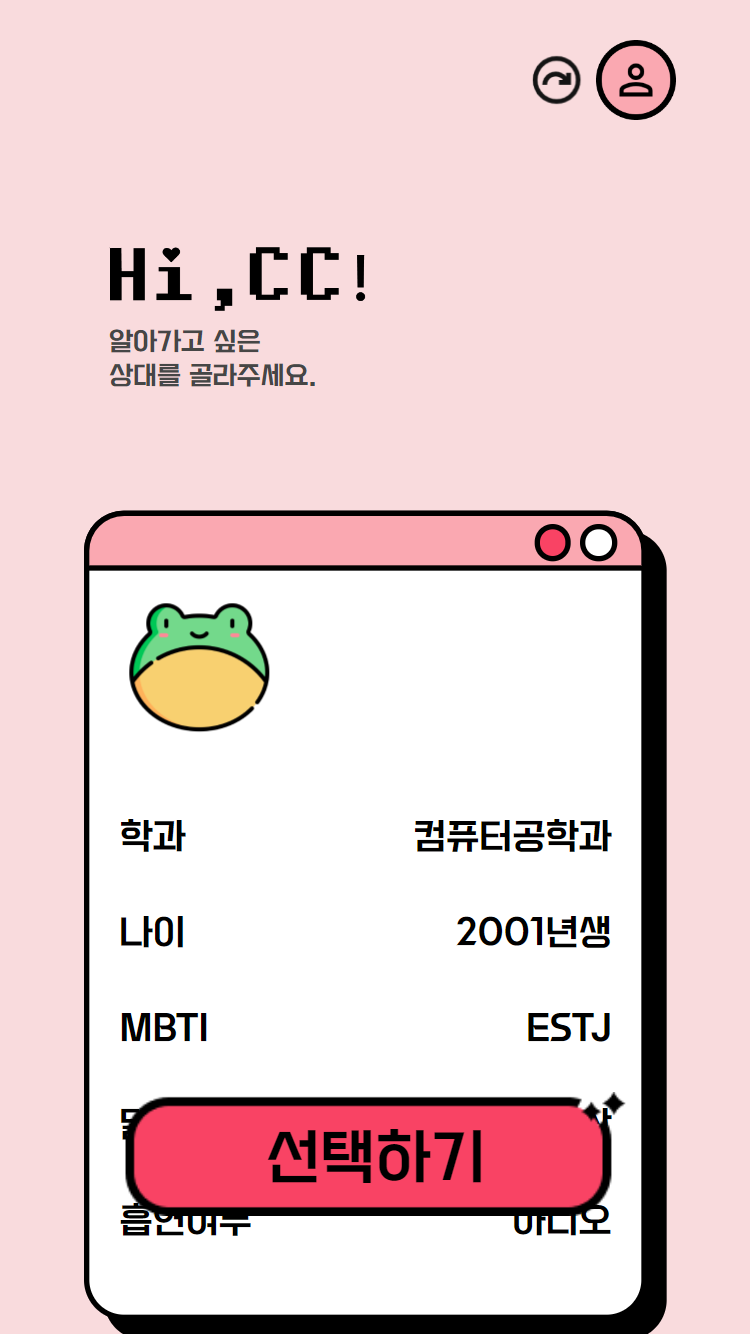 Hi,CC!
알아가고 싶은
상대를 골라주세요.
학과 컴퓨터공학과
나이 2001년생
MBTI ESTJ
선택하기
흡연여부 아니오